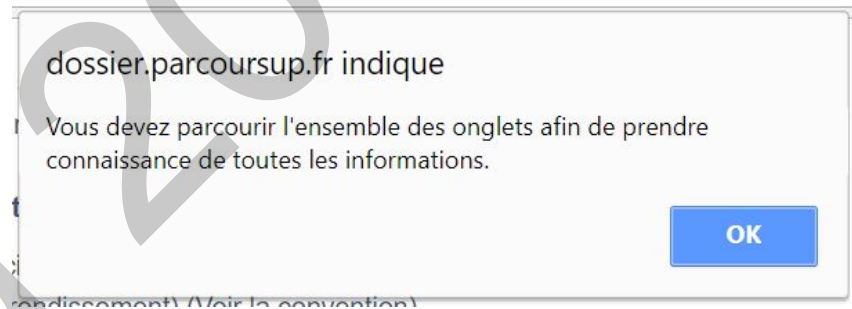 dossier.parcoursup.fr indique
Vous devez parcourir l'ensemble des onglets afin de prendre
connaissance de toutes les informations.
OK
(Voir la convention)